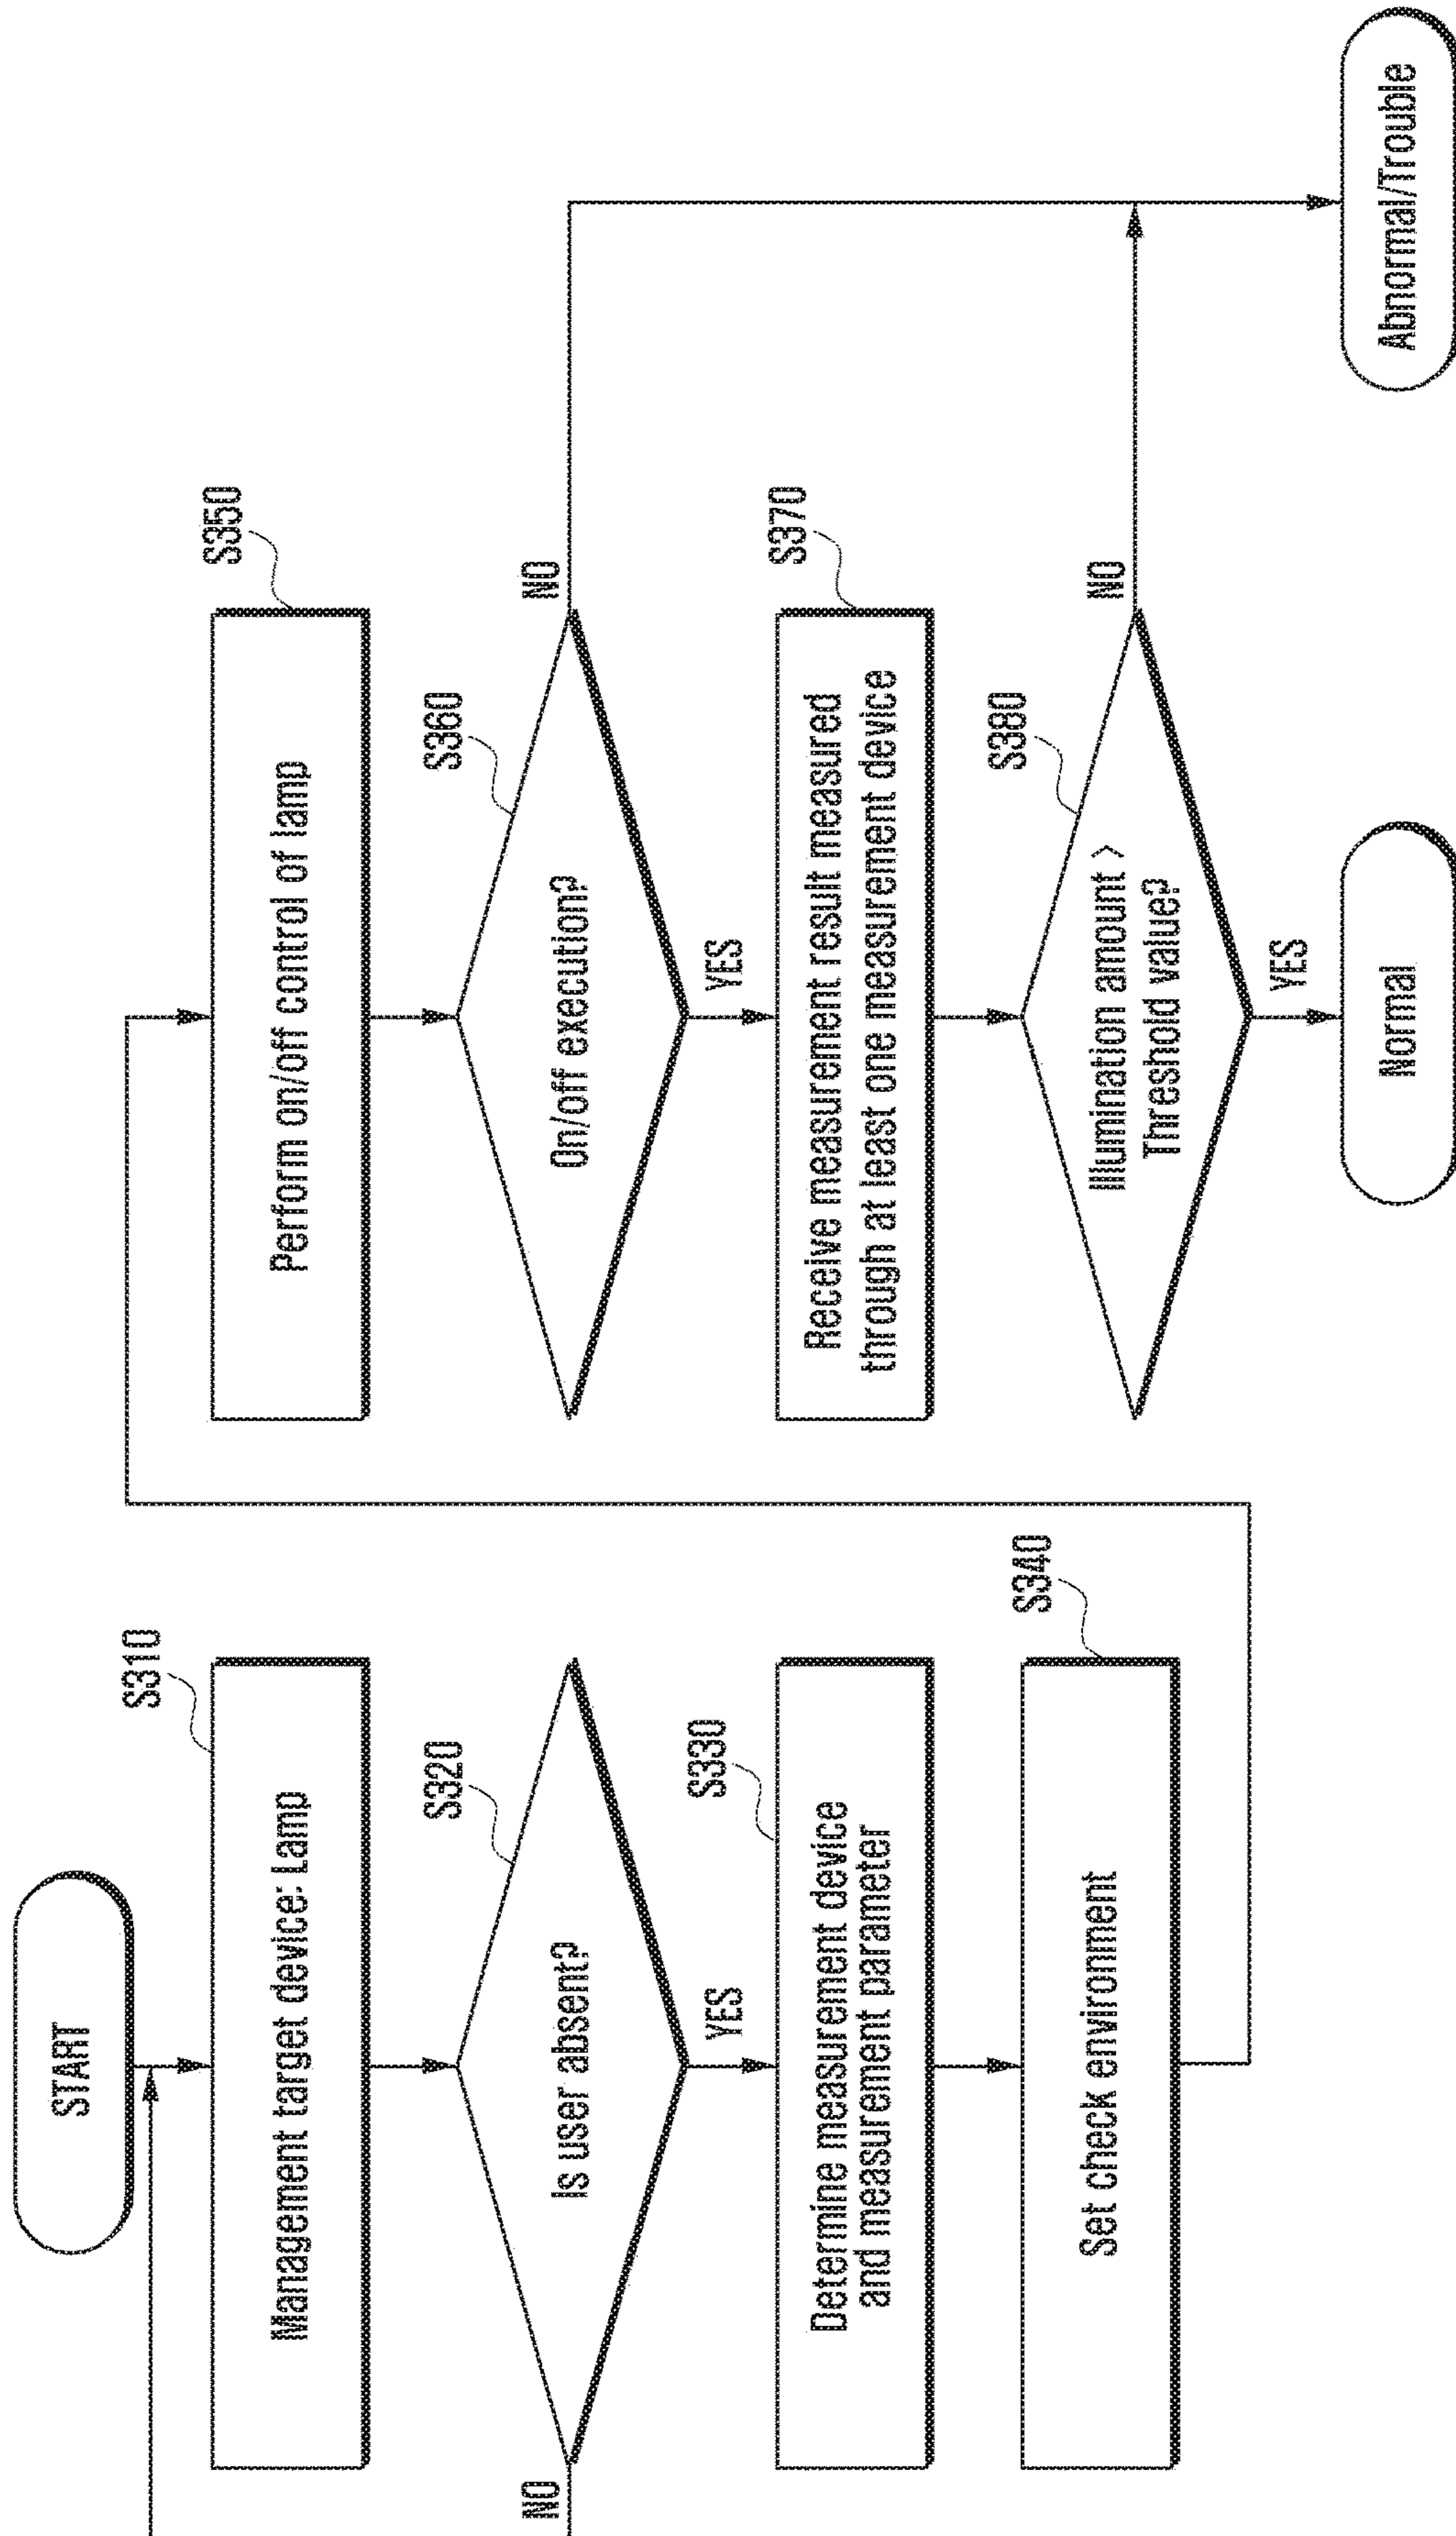 START
S310
Management target device: Lamp
S320
Is user absent?
NO
YES
S330
Determine measurement device
and measurement parameter
S340
Set check environment
S350
Perform on/off control of lamp
S360
On/off execution?
NO
YES
S370
Receive measurement result measured
through at least one measurement device
S380
Illumination amount >
Threshold value?
NO
YES
Normal
Abnormal/Trouble